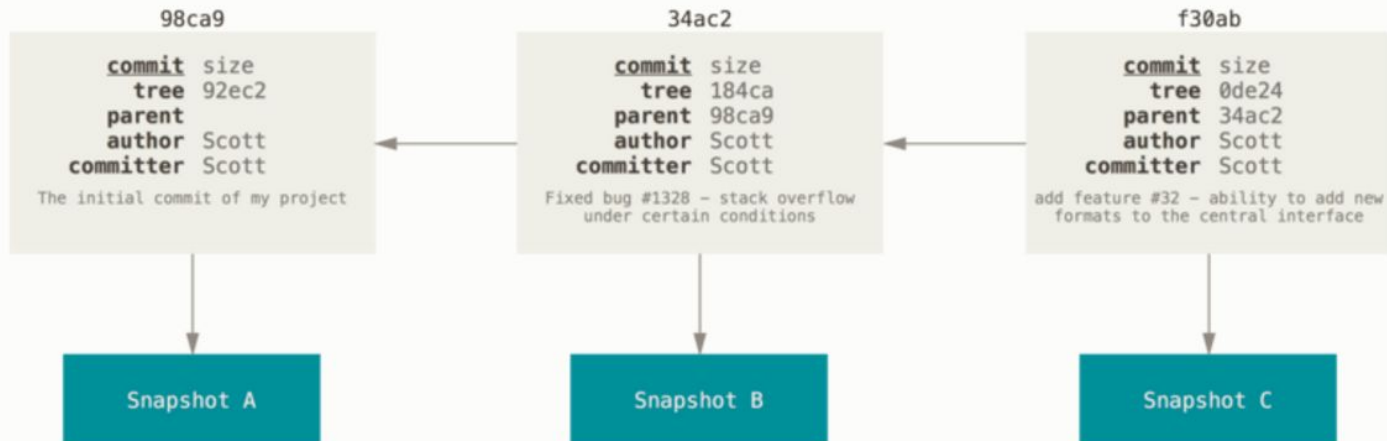 98ca9
commit size
tree 92ec2
parent
author Scott
committer Scott
The initial commit of my project
Snapshot A
34ac2
commit size
tree 184ca
parent 98ca9
author Scott
committer Scott
Fixed bug #1328 – stack overflow
under certain conditions
Snapshot B
f30ab
commit size
tree 0de24
parent 34ac2
author Scott
committer Scott
add feature #32 – ability to add new
formats to the central interface
Snapshot C